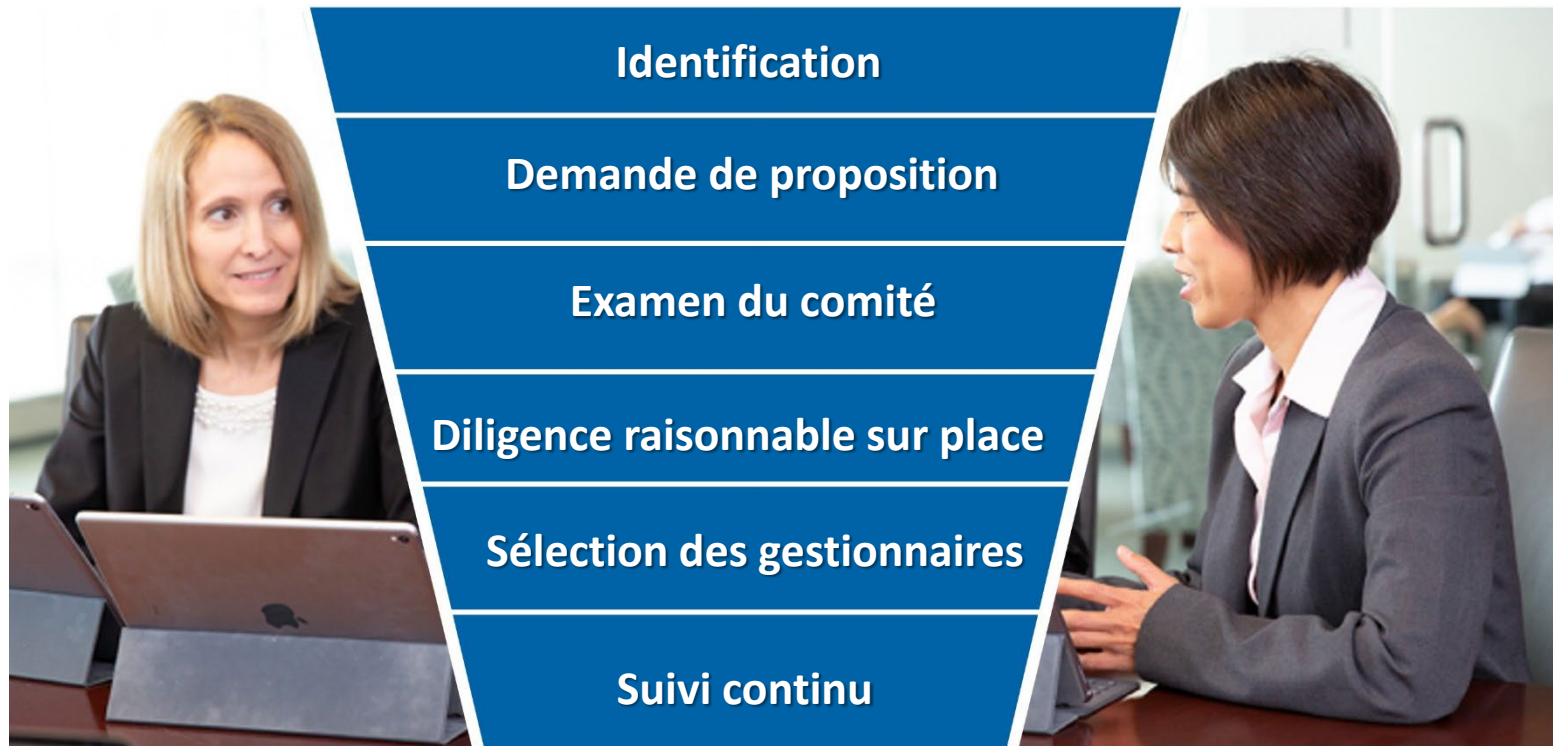 Identification
Demande de proposition
Examen du comité
Diligence raisonnable sur place
Sélection des gestionnaires
Suivi continu